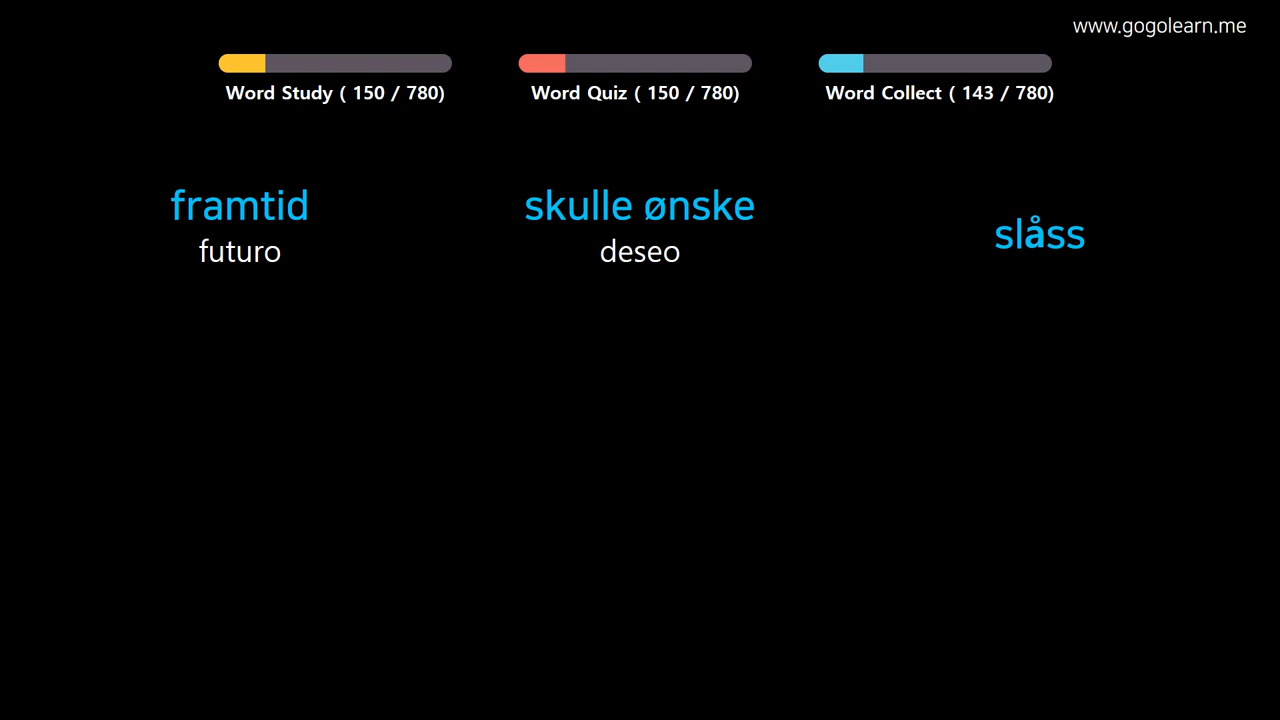 www.gogolearn.me
Word Study ( 150 / 780)
Word Quiz ( 150 / 780)
Word Collect ( 143 / 780)
framtid
futuro
skulle ønske
deseo
slåss